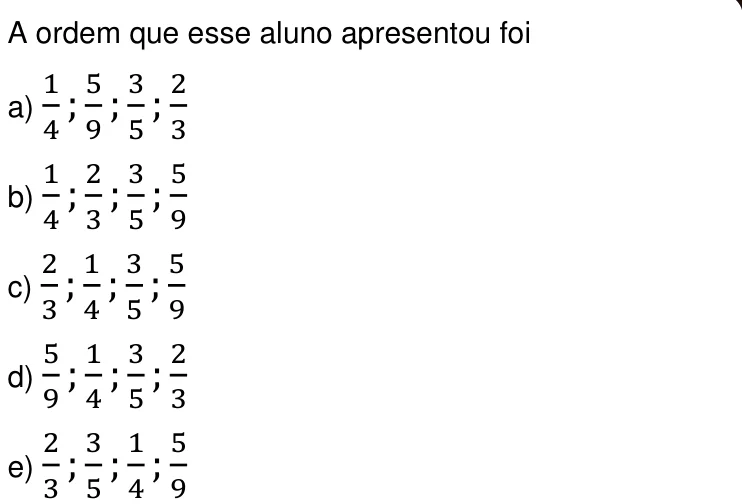 A ordem que esse aluno apresentou foi
a) 1/4 ; 5/9 ; 3/5 ; 2/3
b) 1/4 ; 2/3 ; 3/5 ; 5/9
c) 2/3 ; 1/4 ; 3/5 ; 5/9
d) 5/9 ; 1/4 ; 3/5 ; 2/3
e) 2/3 ; 3/5 ; 1/4 ; 5/9